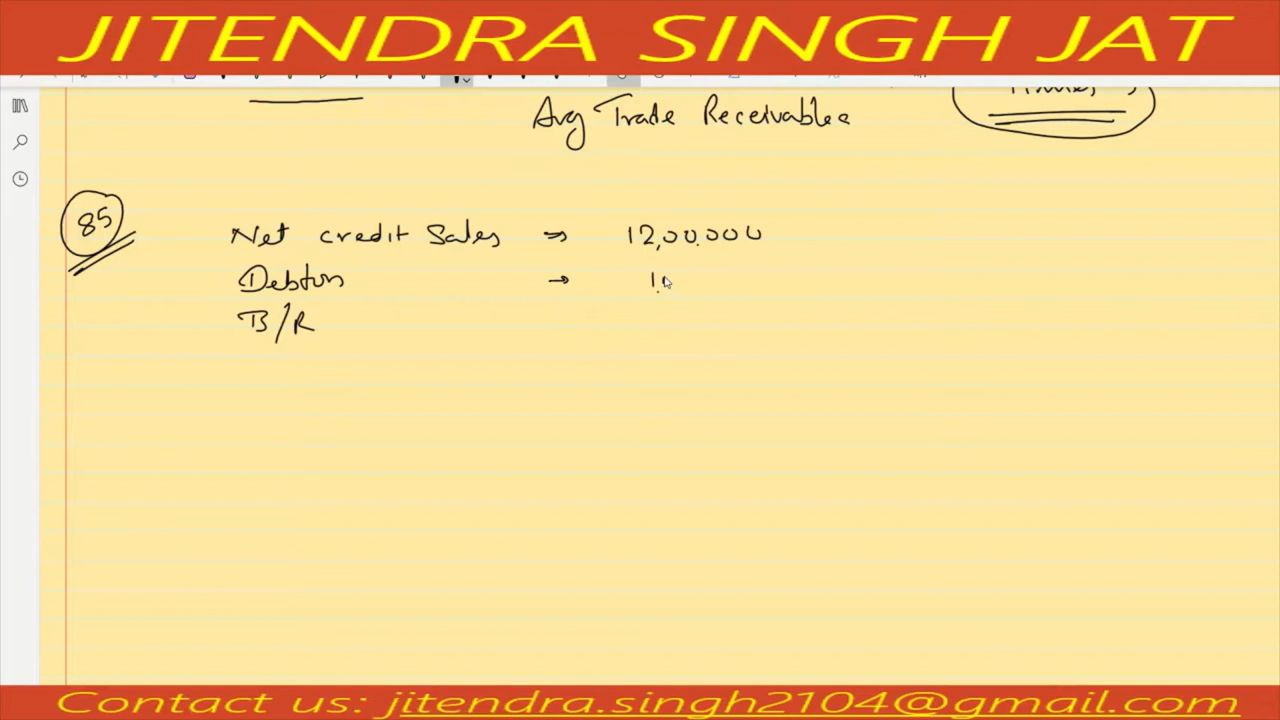 JITENDRA SINGH JAT
Avg Trade Receivables
85
Net credit Sales ⇒ 12,00,000
Debtors →
B/R
Contact us: jitendra.singh2104@gmail.com